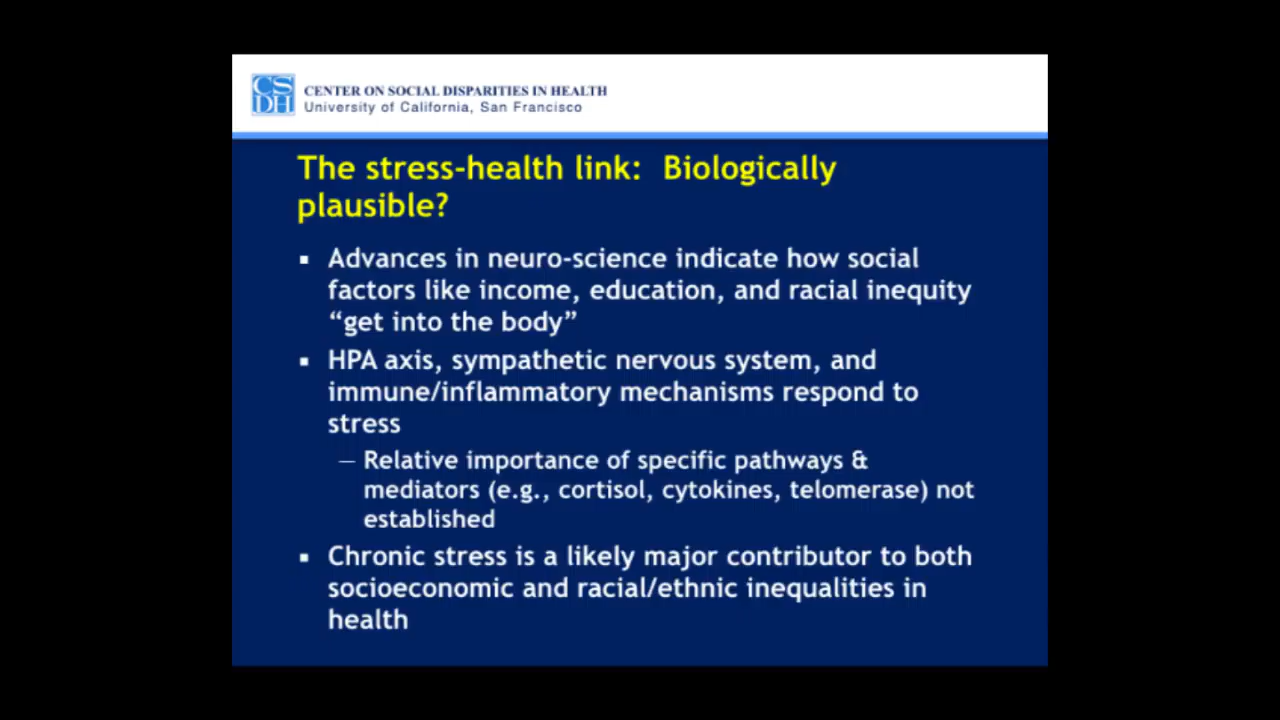 CS
DH
CENTER ON SOCIAL DISPARITIES IN HEALTH
University of California, San Francisco
The stress-health link:  Biologically
plausible?
▪ Advances in neuro-science indicate how social
factors like income, education, and racial inequity
“get into the body”
▪ HPA axis, sympathetic nervous system, and
immune/inflammatory mechanisms respond to
stress
– Relative importance of specific pathways &
mediators (e.g., cortisol, cytokines, telomerase) not
established
▪ Chronic stress is a likely major contributor to both
socioeconomic and racial/ethnic inequalities in
health